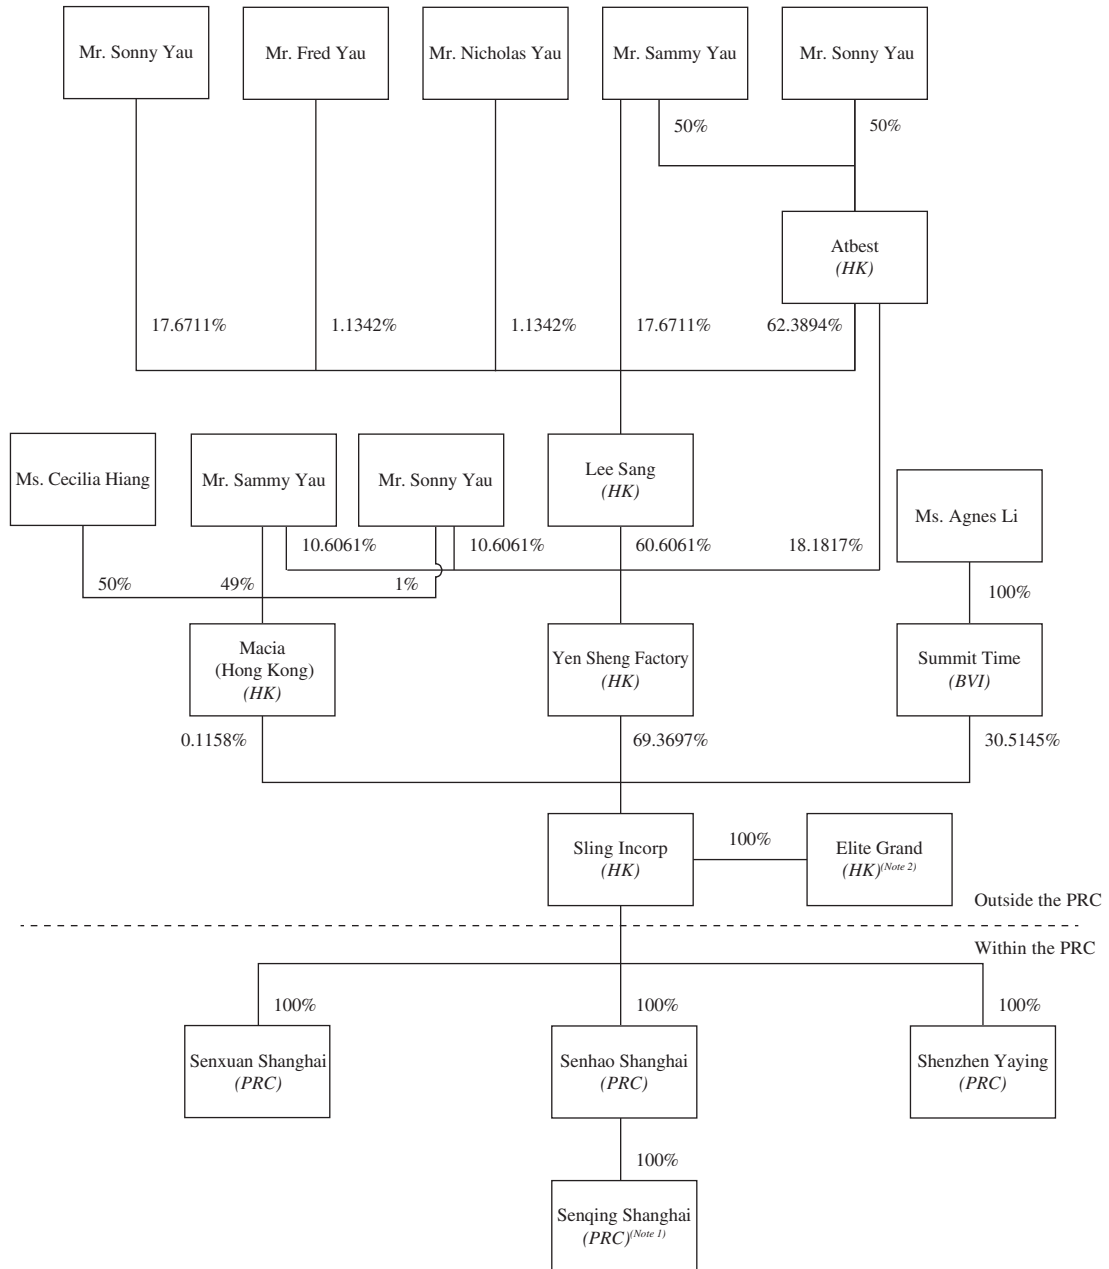 Mr. Sonny Yau
Mr. Fred Yau
Mr. Nicholas Yau
Mr. Sammy Yau
Mr. Sonny Yau
50%
50%
Atbest
(HK)
17.6711%
1.1342%
1.1342%
17.6711%
62.3894%
Ms. Cecilia Hiang
Mr. Sammy Yau
Mr. Sonny Yau
Lee Sang
(HK)
Ms. Agnes Li
10.6061%
10.6061%
60.6061%
18.1817%
50%
49%
1%
100%
Macia
(Hong Kong)
(HK)
Yen Sheng Factory
(HK)
Summit Time
(BVI)
0.1158%
69.3697%
30.5145%
Sling Incorp
(HK)
100%
Elite Grand
(HK)(Note 2)
Outside the PRC
Within the PRC
100%
100%
100%
Senxuan Shanghai
(PRC)
Senhao Shanghai
(PRC)
Shenzhen Yaying
(PRC)
100%
Senqing Shanghai
(PRC)(Note 1)